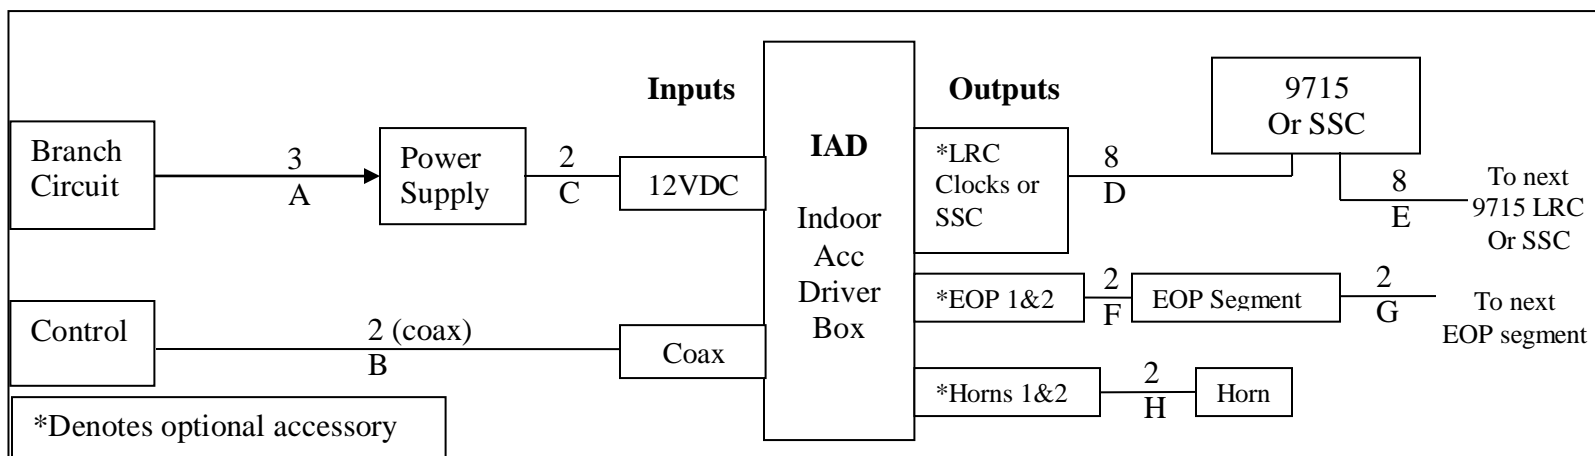 Inputs
Outputs
Branch
Circuit
3
A
Power
Supply
2
C
12VDC
IAD
Indoor
Acc
Driver
Box
*LRC
Clocks or
SSC
8
D
9715
Or SSC
8
E
To next
9715 LRC
Or SSC
Control
2 (coax)
B
Coax
*EOP 1&2
2
F
EOP Segment
2
G
To next
EOP segment
*Horns 1&2
2
H
Horn
*Denotes optional accessory